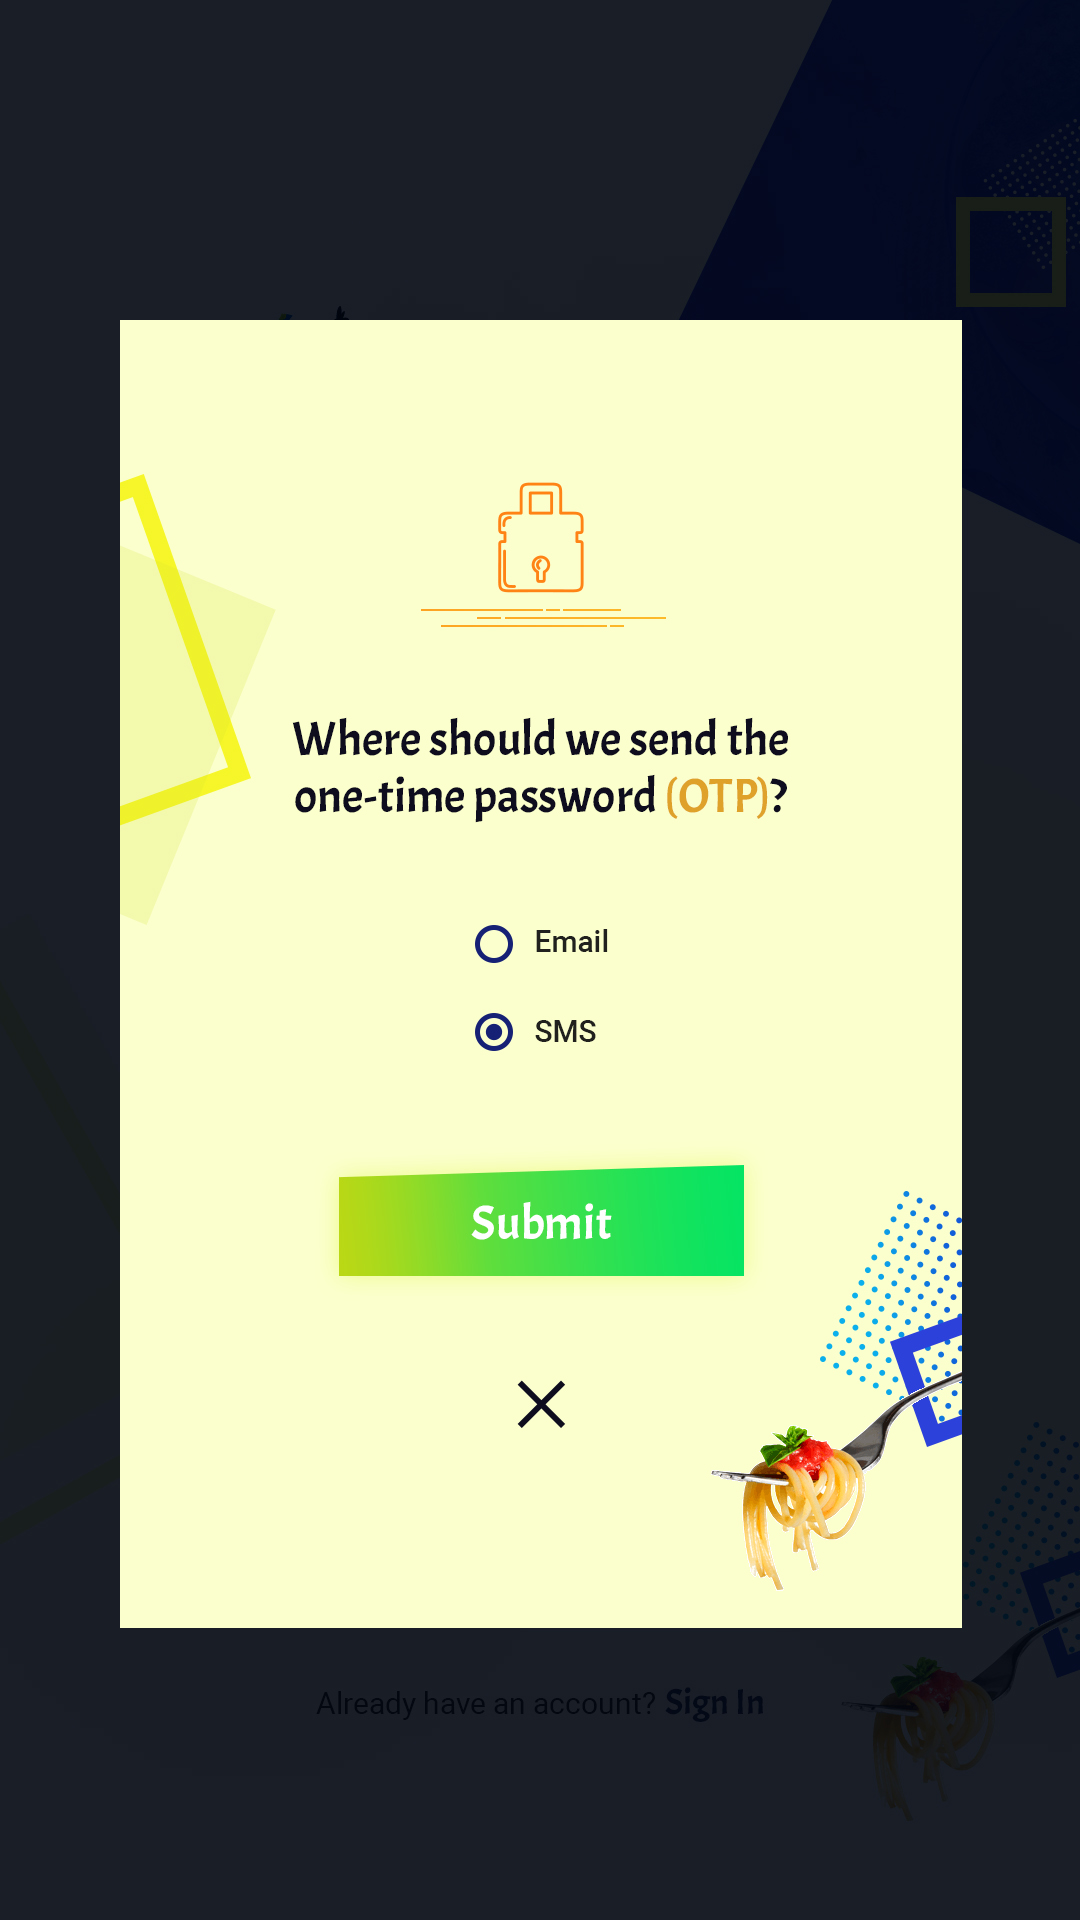 Where should we send the
one-time password (OTP)?
Email
SMS
Submit
Already have an account? Sign In